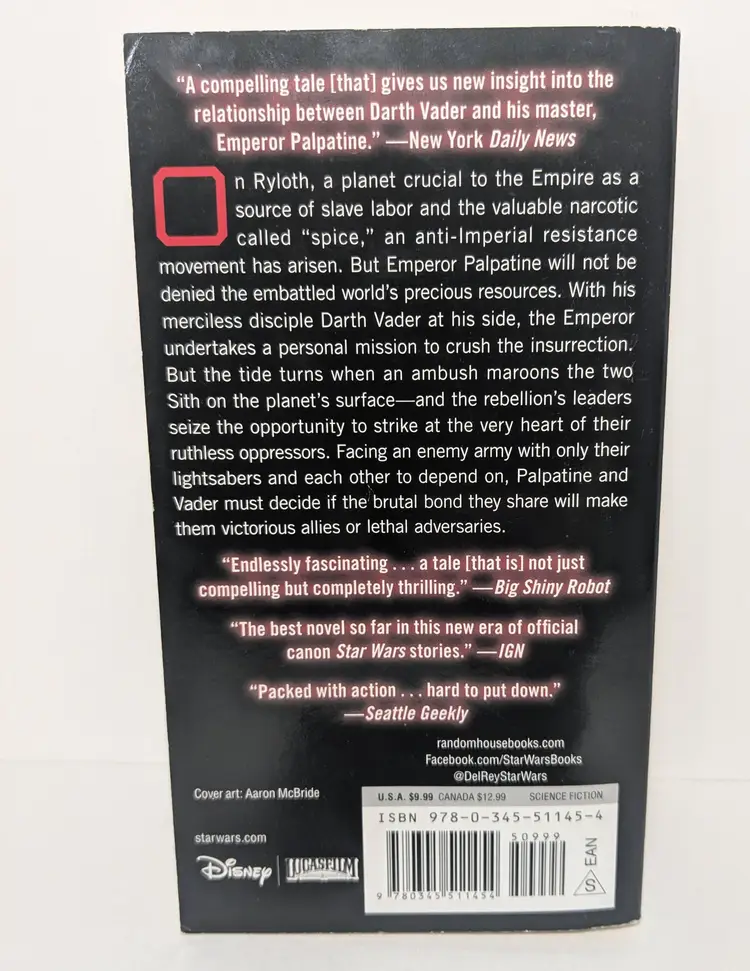 “A compelling tale [that] gives us new insight into the
relationship between Darth Vader and his master,
Emperor Palpatine.” —New York Daily News
On Ryloth, a planet crucial to the Empire as a
source of slave labor and the valuable narcotic
called “spice,” an anti-Imperial resistance
movement has arisen. But Emperor Palpatine will not be
denied the embattled world’s precious resources. With his
merciless disciple Darth Vader at his side, the Emperor
undertakes a personal mission to crush the insurrection.
But the tide turns when an ambush maroons the two
Sith on the planet’s surface—and the rebellion’s leaders
seize the opportunity to strike at the very heart of their
ruthless oppressors. Facing an enemy army with only their
lightsabers and each other to depend on, Palpatine and
Vader must decide if the brutal bond they share will make
them victorious allies or lethal adversaries.
“Endlessly fascinating . . . a tale [that is] not just
compelling but completely thrilling.” —Big Shiny Robot
“The best novel so far in this new era of official
canon Star Wars stories.” —IGN
“Packed with action . . . hard to put down.”
—Seattle Geekly
randomhousebooks.com
Facebook.com/StarWarsBooks
@DelReyStarWars
Cover art: Aaron McBride
starwars.com
Disney LUCASFILM
U.S.A. $9.99 CANADA $12.99 SCIENCE FICTION
ISBN 978-0-345-51145-4
50999
9 780345 511454
EAN
S